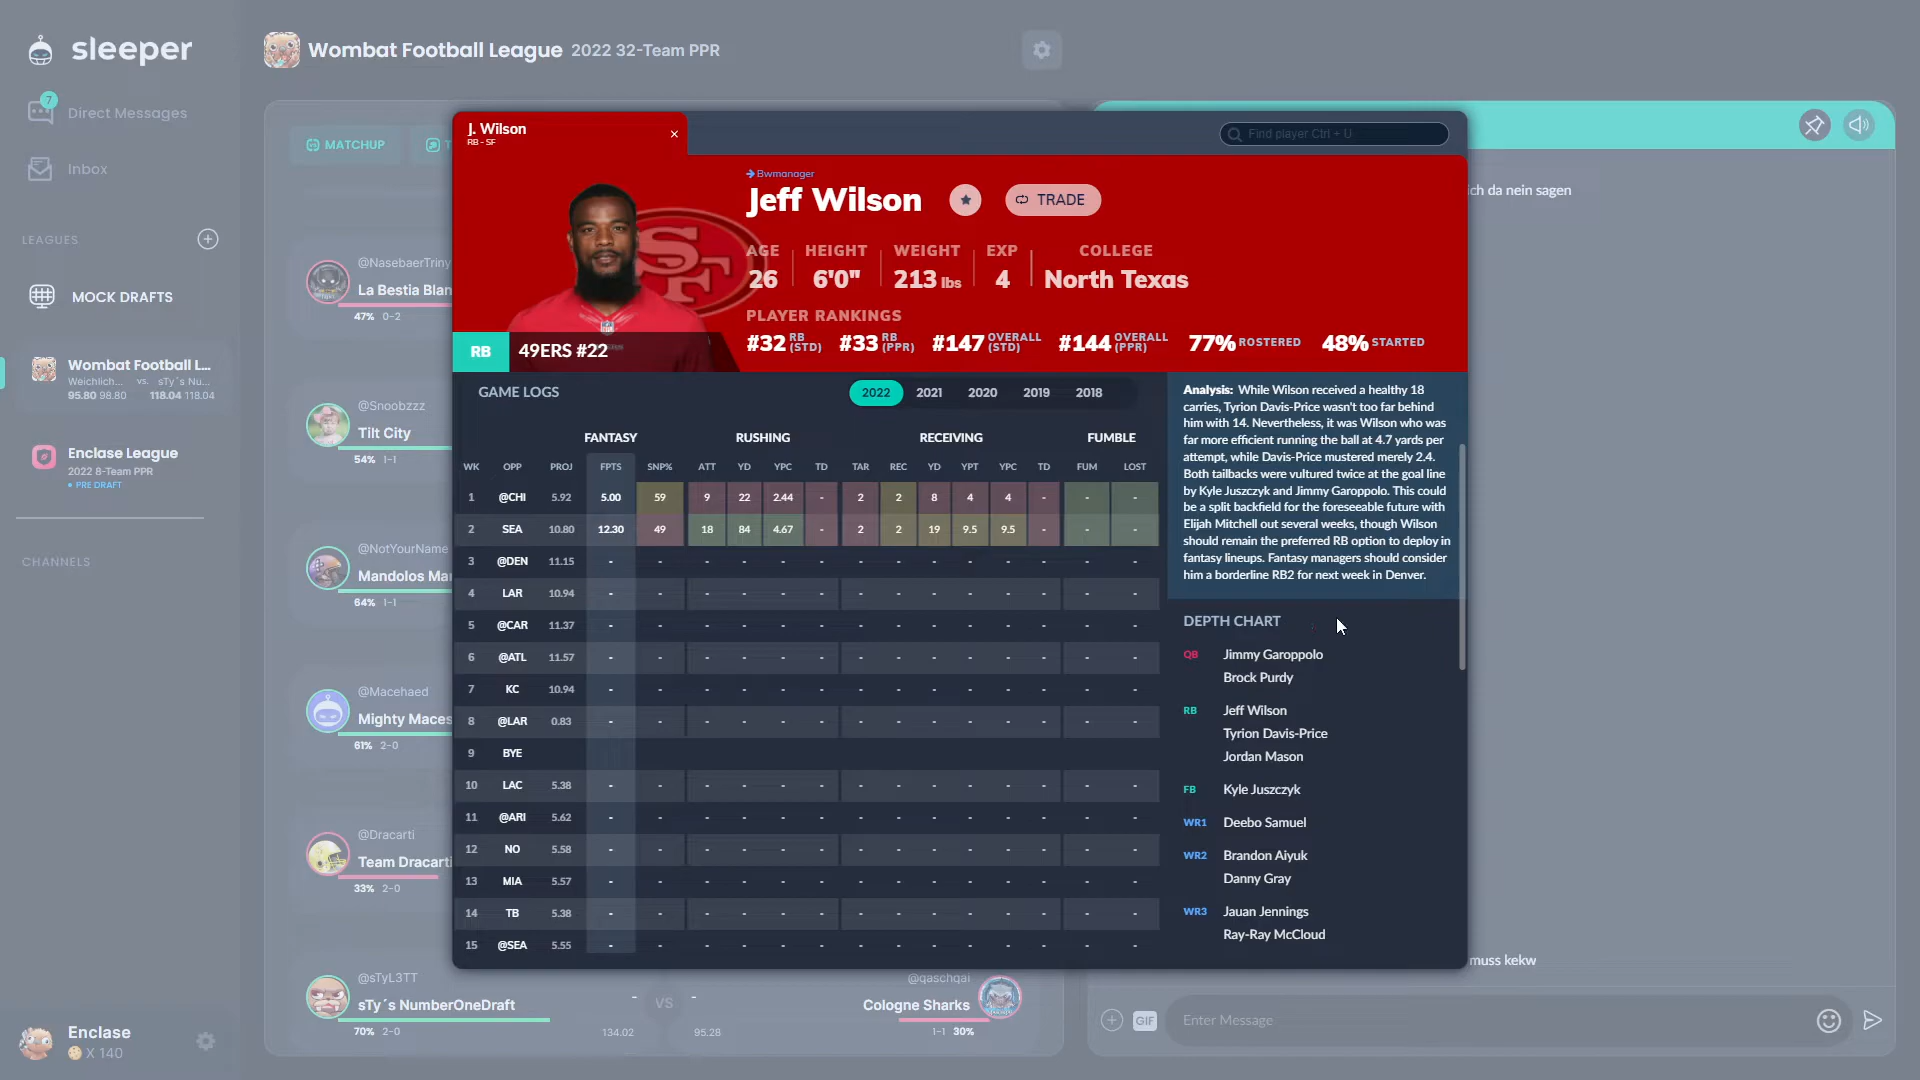 sleeper
Wombat Football League 2022 32-Team PPR
7
Direct Messages
Inbox
LEAGUES
MOCK DRAFTS
Wombat Football L...
Weichlich... vs. sTy´s Nu...
95.80 98.80 118.04 118.04
Enclase League
2022 8-Team PPR
• PRE DRAFT
CHANNELS
Enclase
X 140
MATCHUP
T
@NasebaerTriny
La Bestia Blan
47% 0-2
@Snoobzzz
Tilt City
54% 1-1
@NotYourName
Mandolos Mar
64% 1-1
@Macehaed
Mighty Maces
61% 2-0
@Dracarti
Team Dracarti
33% 2-0
@sTyL3TT
sTy´s NumberOneDraft
70% 2-0
- VS -
134.02 95.28
@qaschqai
Cologne Sharks
1-1 30%
J. Wilson
RB - SF
×
Find player Ctrl + U
Bwmanager
Jeff Wilson
TRADE
AGE HEIGHT WEIGHT EXP COLLEGE
26 6'0" 213 lbs 4 North Texas
PLAYER RANKINGS
#32 RB (STD) #33 RB (PPR) #147 OVERALL (STD) #144 OVERALL (PPR) 77% ROSTERED 48% STARTED
SF
RB 49ERS #22
GAME LOGS
2022 2021 2020 2019 2018
FANTASY RUSHING RECEIVING FUMBLE
WK OPP PROJ FPTS SNP% ATT YD YPC TD TAR REC YD YPT YPC TD FUM LOST
1 @CHI 5.92 5.00 59 9 22 2.44 - 2 2 8 4 4 - - -
2 SEA 10.80 12.30 49 18 84 4.67 - 2 2 19 9.5 9.5 - - -
3 @DEN 11.15 - - - - - - - - - - - - - -
4 LAR 10.94 - - - - - - - - - - - - - -
5 @CAR 11.37 - - - - - - - - - - - - - -
6 @ATL 11.57 - - - - - - - - - - - - - -
7 KC 10.94 - - - - - - - - - - - - - -
8 @LAR 0.83 - - - - - - - - - - - - - -
9 BYE
10 LAC 5.38 - - - - - - - - - - - - - -
11 @ARI 5.62 - - - - - - - - - - - - - -
12 NO 5.58 - - - - - - - - - - - - - -
13 MIA 5.57 - - - - - - - - - - - - - -
14 TB 5.38 - - - - - - - - - - - - - -
15 @SEA 5.55 - - - - - - - - - - - - - -
Analysis: While Wilson received a healthy 18
carries, Tyrion Davis-Price wasn't too far behind
him with 14. Nevertheless, it was Wilson who was
far more efficient running the ball at 4.7 yards per
attempt, while Davis-Price mustered merely 2.4.
Both tailbacks were vultured twice at the goal line
by Kyle Juszczyk and Jimmy Garoppolo. This could
be a split backfield for the foreseeable future with
Elijah Mitchell out several weeks, though Wilson
should remain the preferred RB option to deploy in
fantasy lineups. Fantasy managers should consider
him a borderline RB2 for next week in Denver.
DEPTH CHART
QB Jimmy Garoppolo
Brock Purdy
RB Jeff Wilson
Tyrion Davis-Price
Jordan Mason
FB Kyle Juszczyk
WR1 Deebo Samuel
WR2 Brandon Aiyuk
Danny Gray
WR3 Jauan Jennings
Ray-Ray McCloud
ich da nein sagen
muss kekw
GIF Enter Message